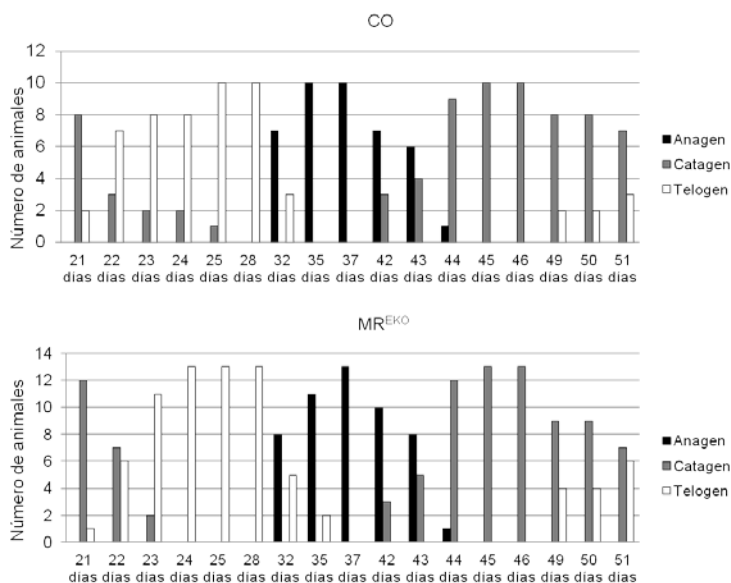 CO
Número de animales
12
10
8
6
4
2
0
21 22 23 24 25 28 32 35 37 42 43 44 45 46 49 50 51
dias dias dias dias dias dias dias dias dias dias dias dias dias dias dias dias dias
Anagen
Catagen
Telogen
MREKO
Número de animales
14
12
10
8
6
4
2
0
21 22 23 24 25 28 32 35 37 42 43 44 45 46 49 50 51
dias dias dias dias dias dias dias dias dias dias dias dias dias dias dias dias dias
Anagen
Catagen
Telogen